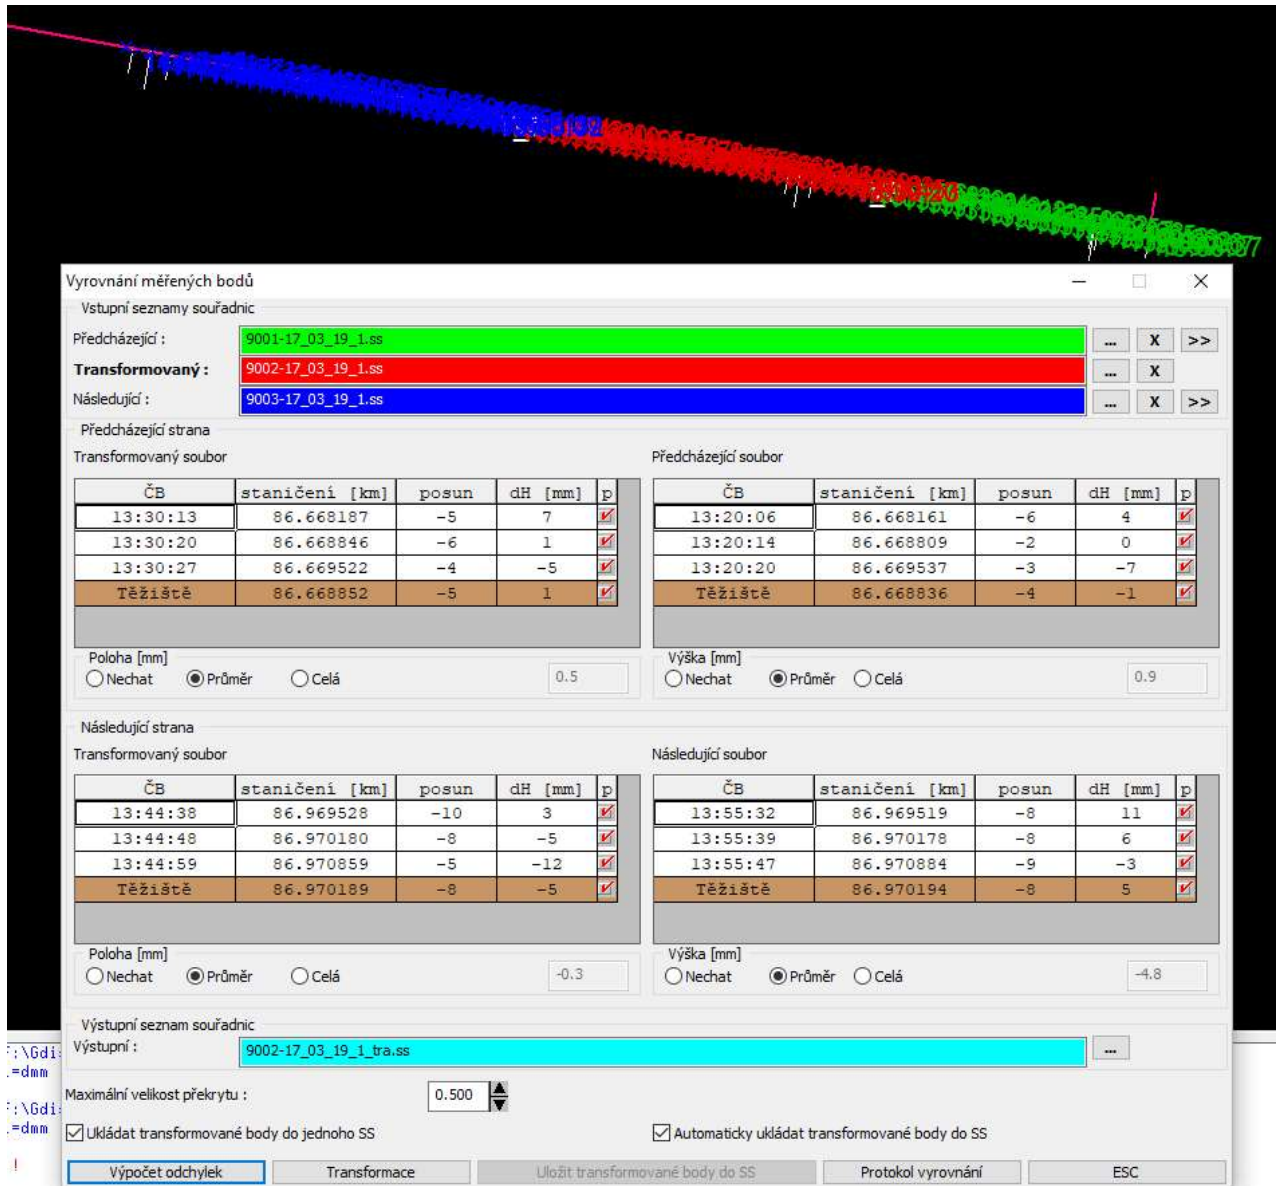 Vyrovnání měřených bodů
Vstupní seznamy souřadnic
Předcházející : 9001-17_03_19_1.ss ... X >>
Transformovaný : 9002-17_03_19_1.ss ... X
Následující : 9003-17_03_19_1.ss ... X >>
Předcházející strana
Transformovaný soubor Předcházející soubor
ČB staničení [km] posun dH [mm] p ČB staničení [km] posun dH [mm] p
13:30:13 86.668187 -5 7 13:20:06 86.668161 -6 4
13:30:20 86.668846 -6 1 13:20:14 86.668809 -2 0
13:30:27 86.669522 -4 -5 13:20:20 86.669537 -3 -7
Těžiště 86.668852 -5 1 Těžiště 86.668836 -4 -1
Poloha [mm] Výška [mm]
Nechat Průměr Celá 0.5 Nechat Průměr Celá 0.9
Následující strana
Transformovaný soubor Následující soubor
ČB staničení [km] posun dH [mm] p ČB staničení [km] posun dH [mm] p
13:44:38 86.969528 -10 3 13:55:32 86.969519 -8 11
13:44:48 86.970180 -8 -5 13:55:39 86.970178 -8 6
13:44:59 86.970859 -5 -12 13:55:47 86.970884 -9 -3
Těžiště 86.970189 -8 -5 Těžiště 86.970194 -8 5
Poloha [mm] Výška [mm]
Nechat Průměr Celá -0.3 Nechat Průměr Celá -4.8
Výstupní seznam souřadnic
Výstupní : 9002-17_03_19_1_tra.ss ...
Maximální velikost překrytu : 0.500
Ukládat transformované body do jednoho SS Automaticky ukládat transformované body do SS
Výpočet odchylek Transformace Uložit transformované body do SS Protokol vyrovnání ESC
:\Gdi
.=dmm
:\Gdi
.=dmm
!